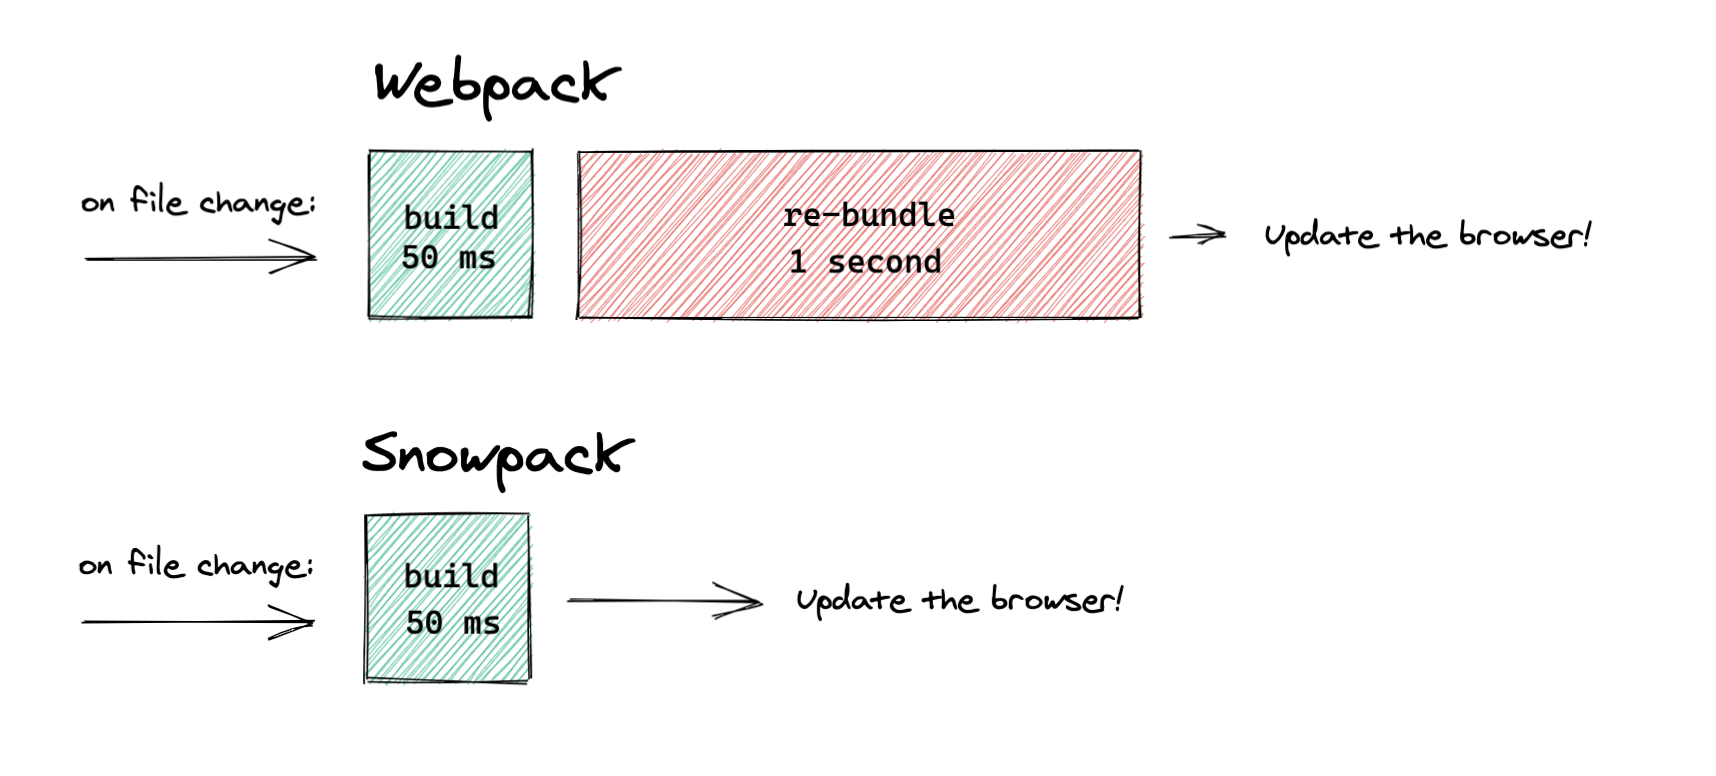 Webpack
on file change:
build
50 ms
re-bundle
1 second
Update the browser!
Snowpack
on file change:
build
50 ms
Update the browser!